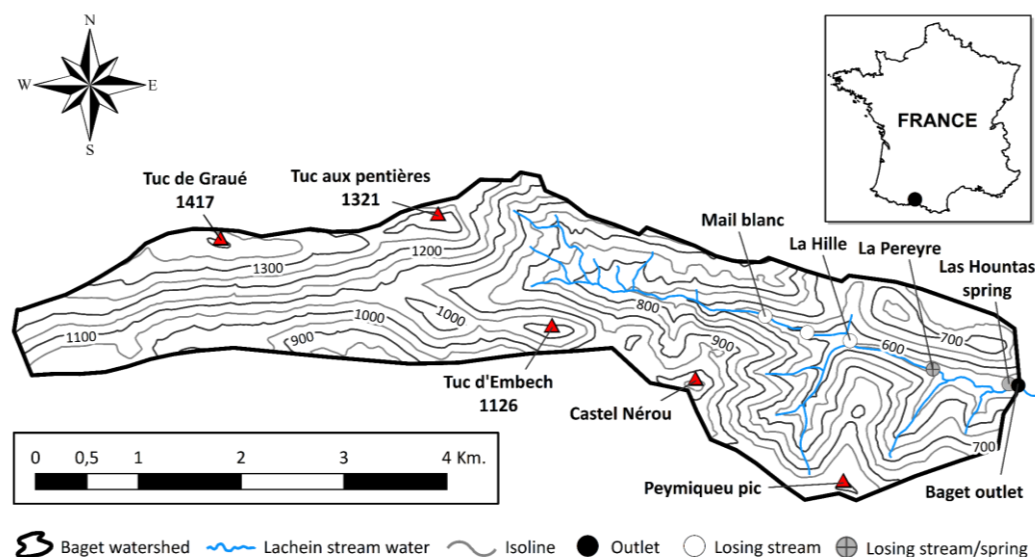 N
W
E
S
FRANCE
Tuc de Graué
1417
Tuc aux pentières
1321
Mail blanc
La Hille
La Pereyre
Las Hountas
spring
1300
1200
1100
1000
900
1000
800
900
600
700
700
Tuc d'Embech
1126
Castel Nérou
Peymiqueu pic
Baget outlet
0 0,5 1 2 3 4 Km.
Baget watershed Lachein stream water Isoline Outlet Losing stream Losing stream/spring